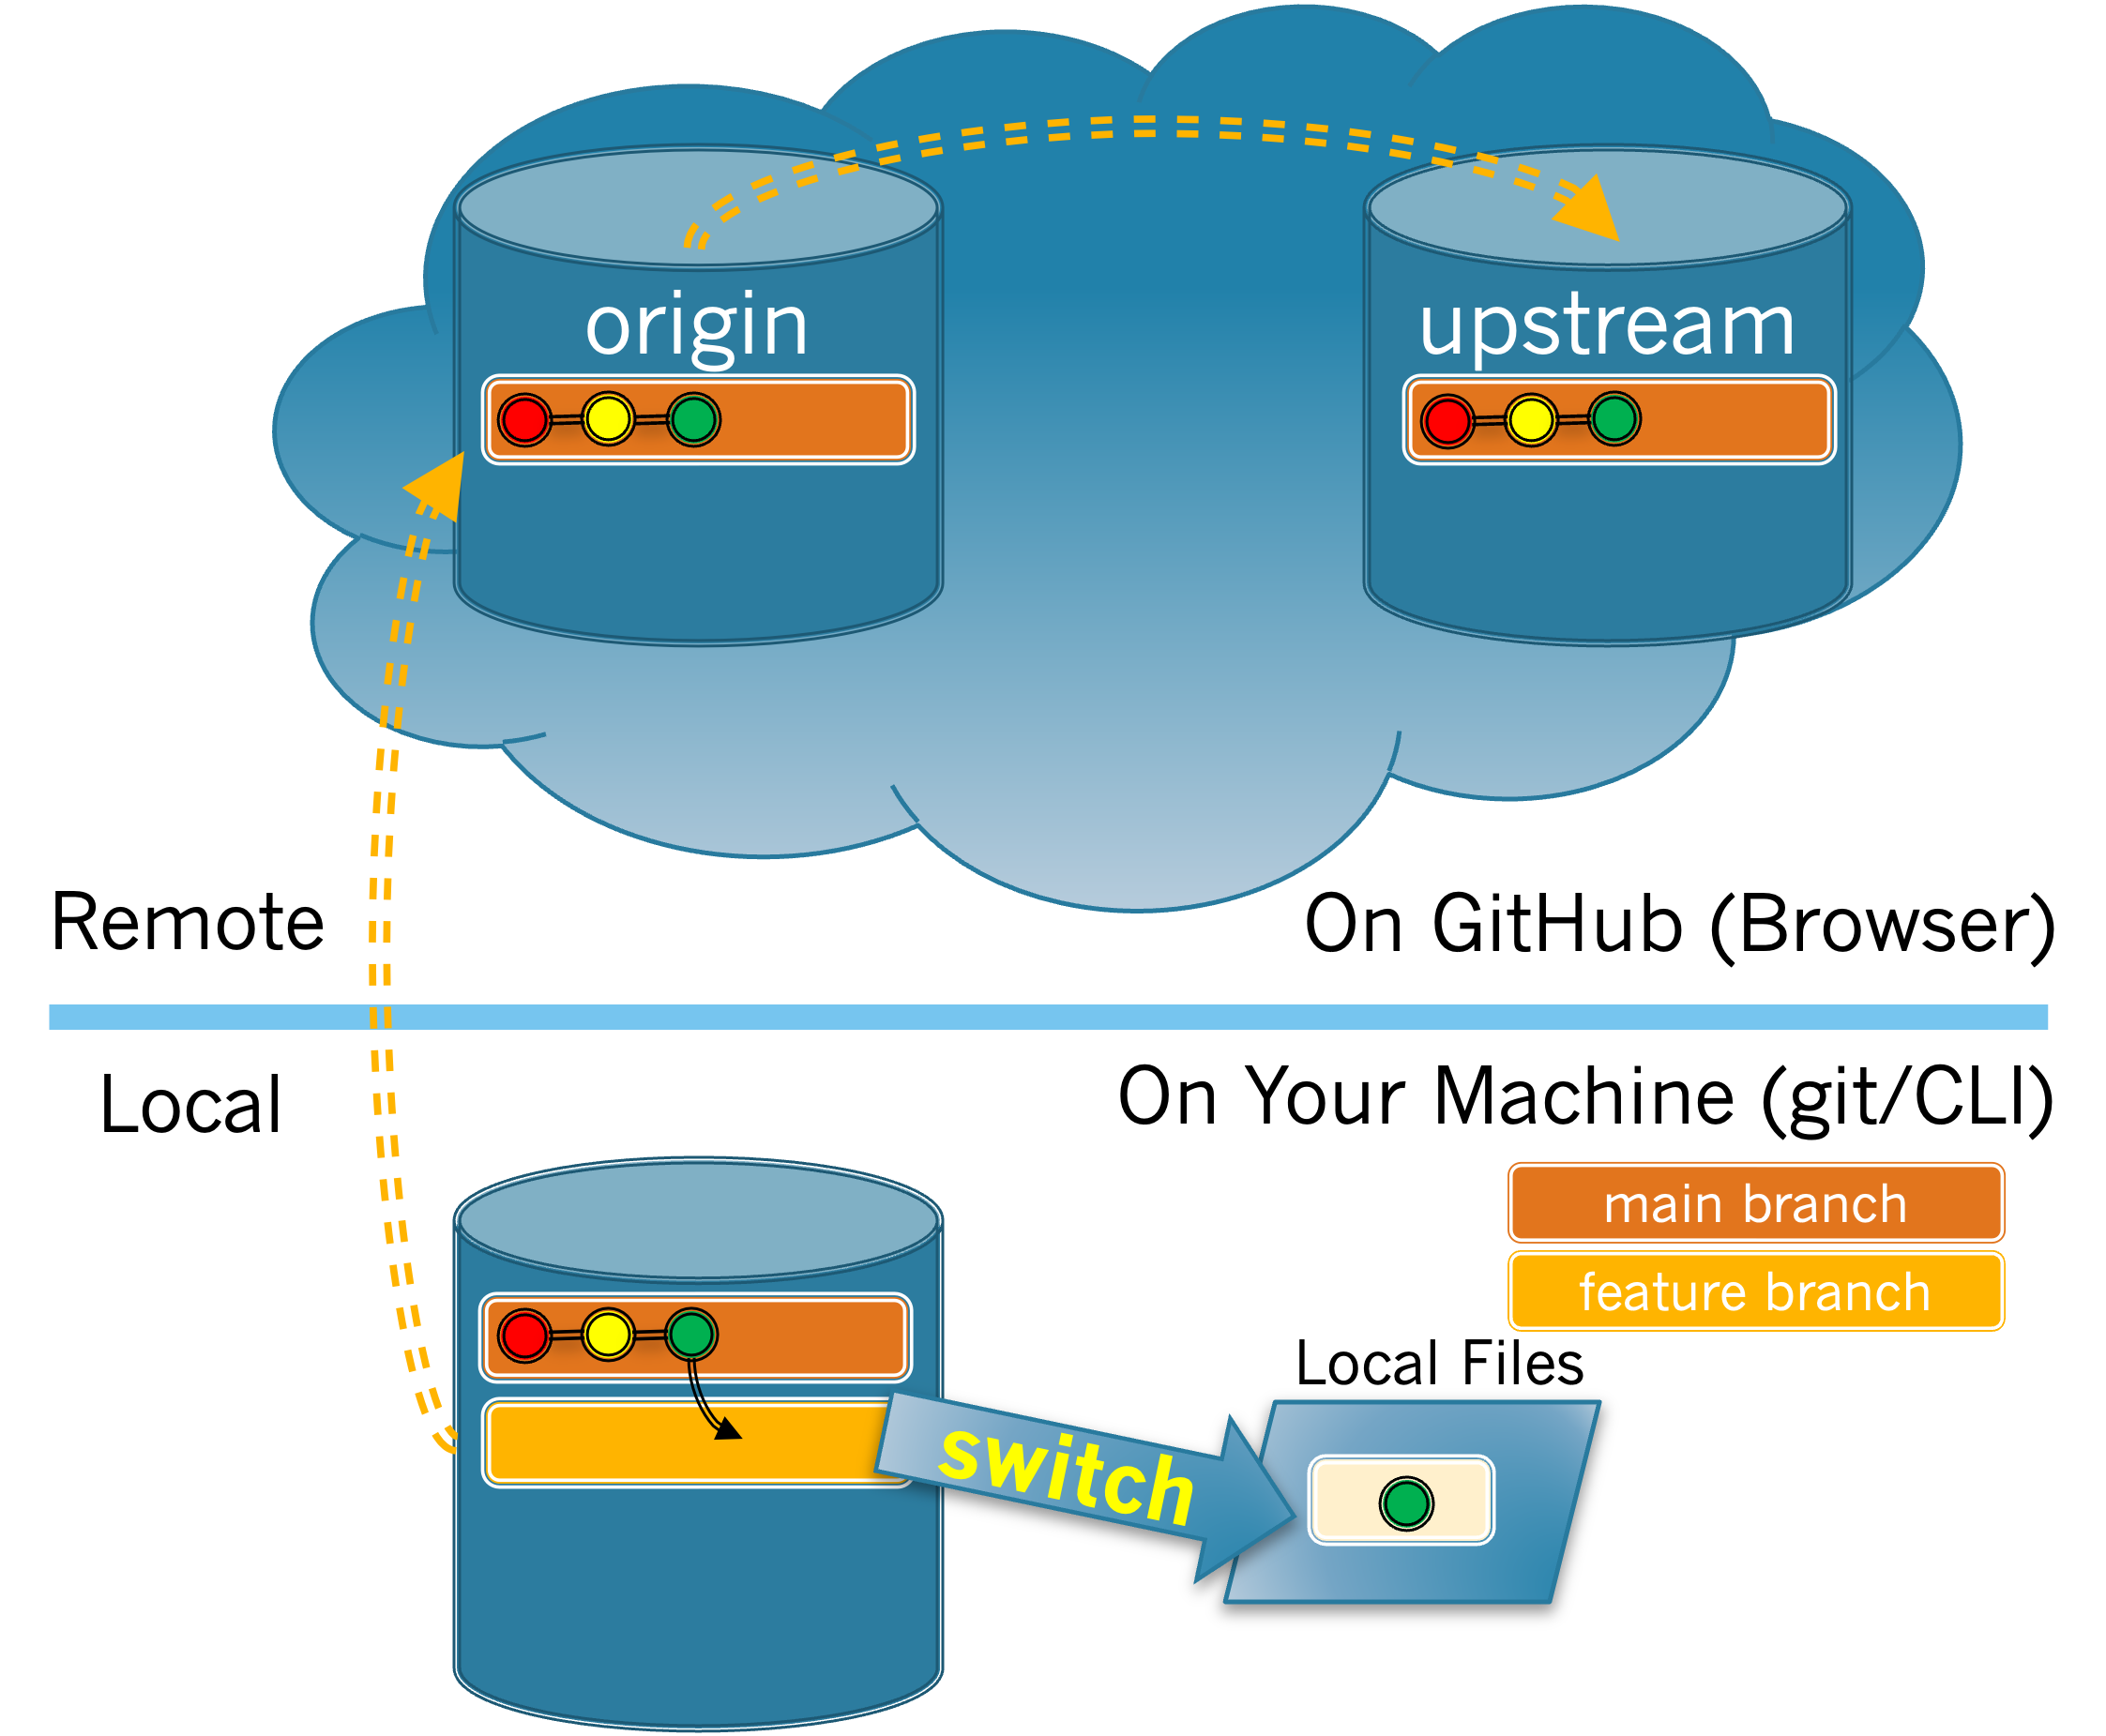 origin
upstream
Remote
On GitHub (Browser)
Local
On Your Machine (git/CLI)
main branch
feature branch
Local Files
switch